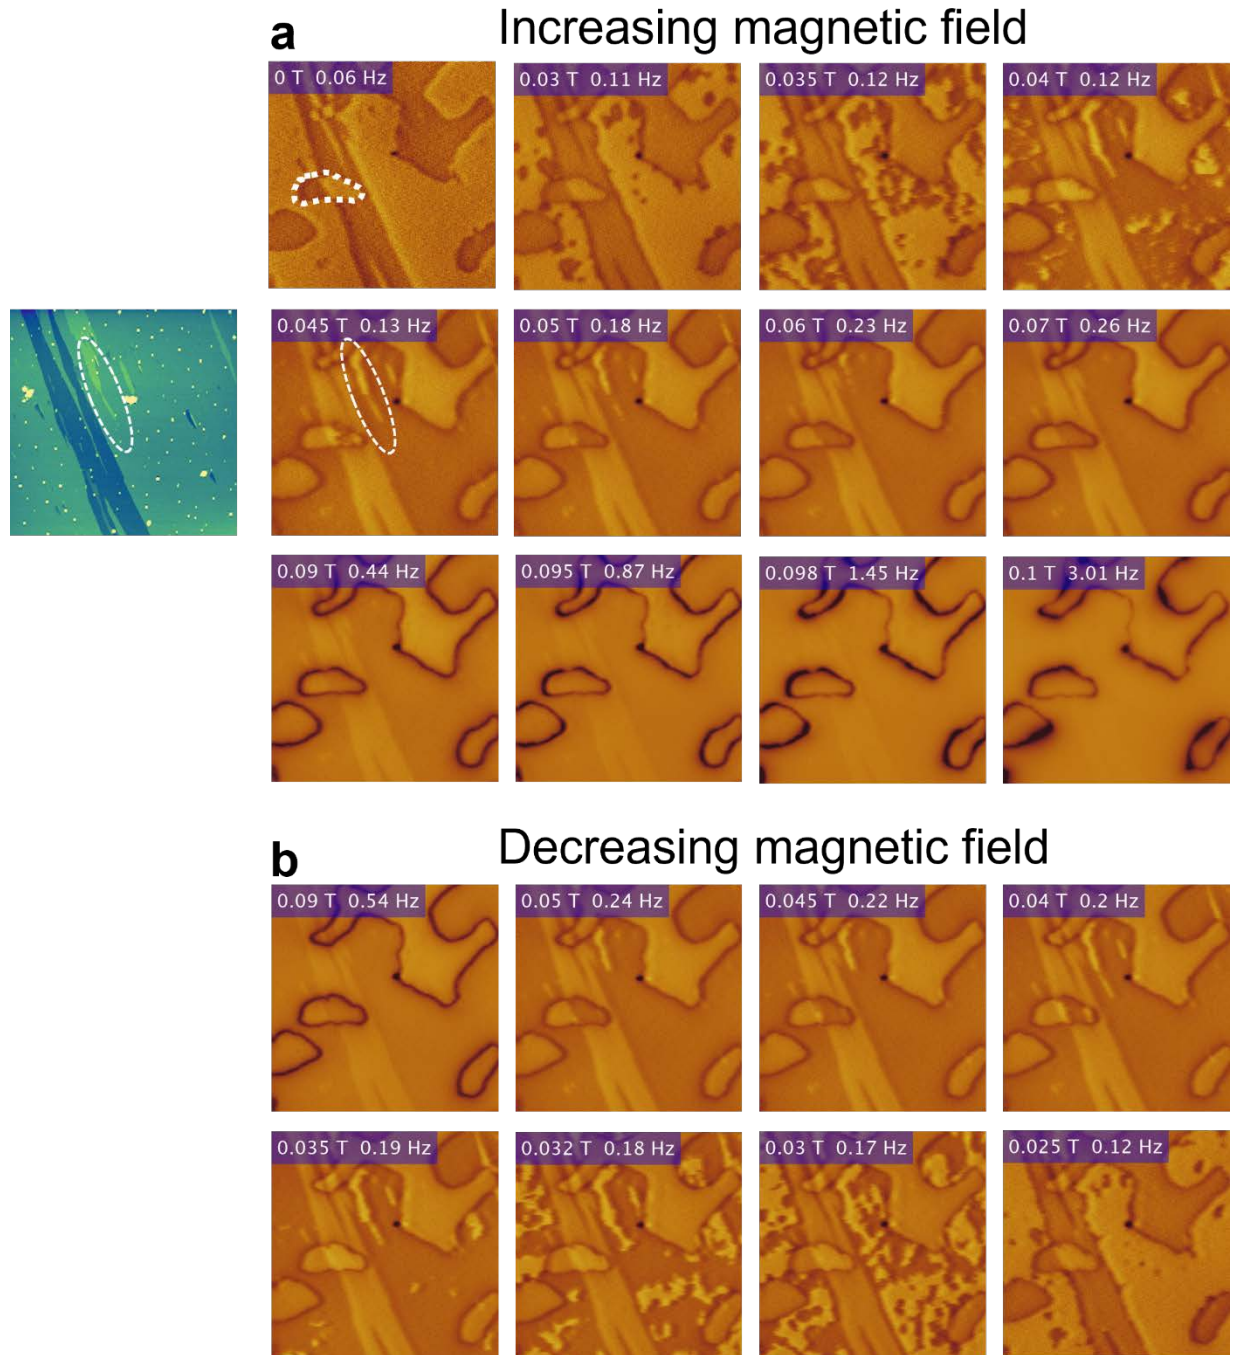 a
Increasing magnetic field
0 T 0.06 Hz
0.03 T 0.11 Hz
0.035 T 0.12 Hz
0.04 T 0.12 Hz
0.045 T 0.13 Hz
0.05 T 0.18 Hz
0.06 T 0.23 Hz
0.07 T 0.26 Hz
0.09 T 0.44 Hz
0.095 T 0.87 Hz
0.098 T 1.45 Hz
0.1 T 3.01 Hz
b
Decreasing magnetic field
0.09 T 0.54 Hz
0.05 T 0.24 Hz
0.045 T 0.22 Hz
0.04 T 0.2 Hz
0.035 T 0.19 Hz
0.032 T 0.18 Hz
0.03 T 0.17 Hz
0.025 T 0.12 Hz